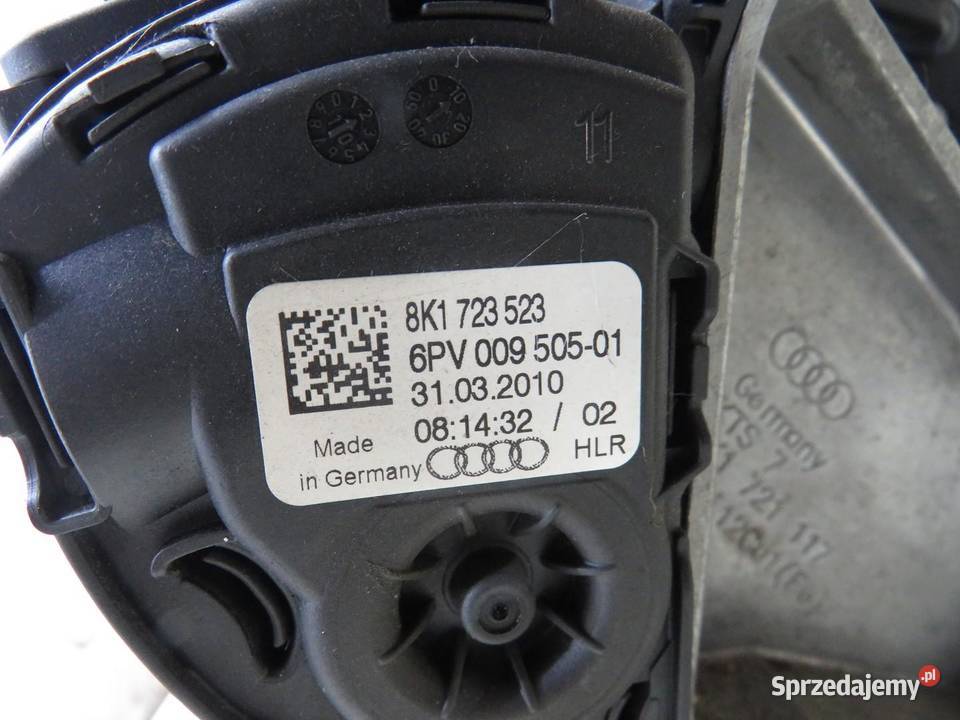 11
8K1 723 523
6PV 009 505-01
31.03.2010
08:14:32 / 02
Made
in Germany
HLR
Germany
721 117
Sprzedajemy.pl